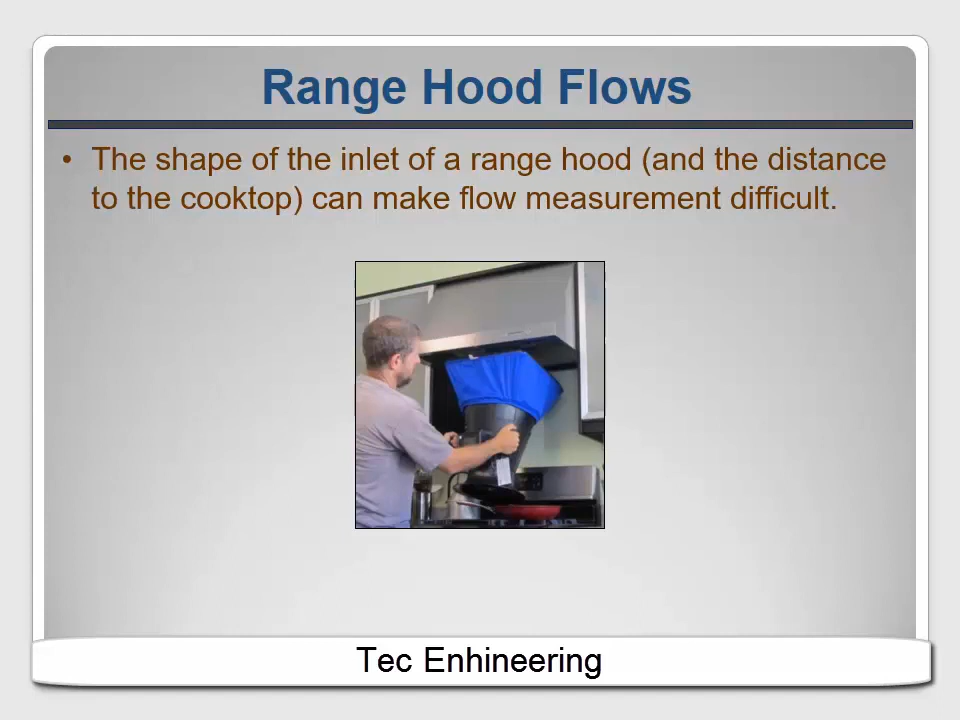 Range Hood Flows
• The shape of the inlet of a range hood (and the distance
to the cooktop) can make flow measurement difficult.
Tec Enhineering